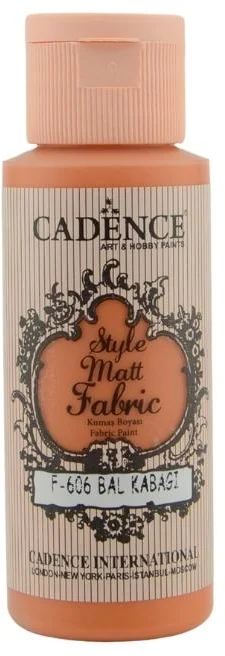 CADENCE
ART & HOBBY PAINTS
Style
Matt
Fabric
Kumaş Boyası
Fabric Paint
F-606 BAL KABAGI
CADENCE INTERNATIONAL
LONDON-NEW YORK-PARIS-ISTANBUL-MOSCOW